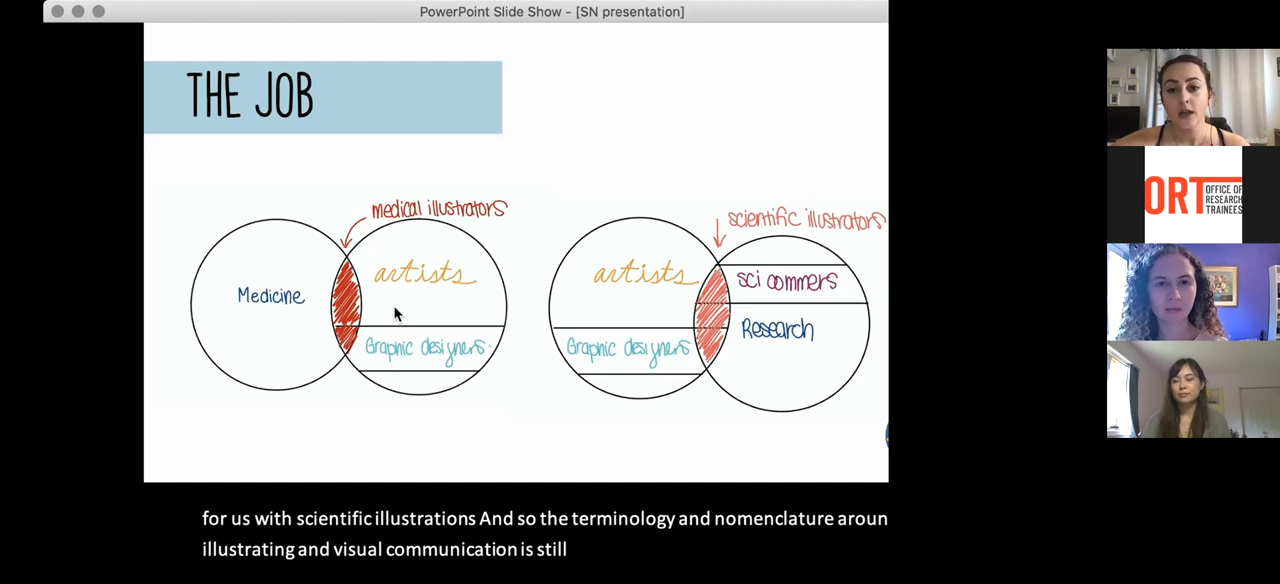 PowerPoint Slide Show - [SN presentation]
THE JOB
medical illustrators
scientific illustrators
artists
Medicine
Graphic designers
artists
sci commers
Research
Graphic designers
ORT
OFFICE OF
RESEARCH
TRAINEES
for us with scientific illustrations And so the terminology and nomenclature aroun
illustrating and visual communication is still